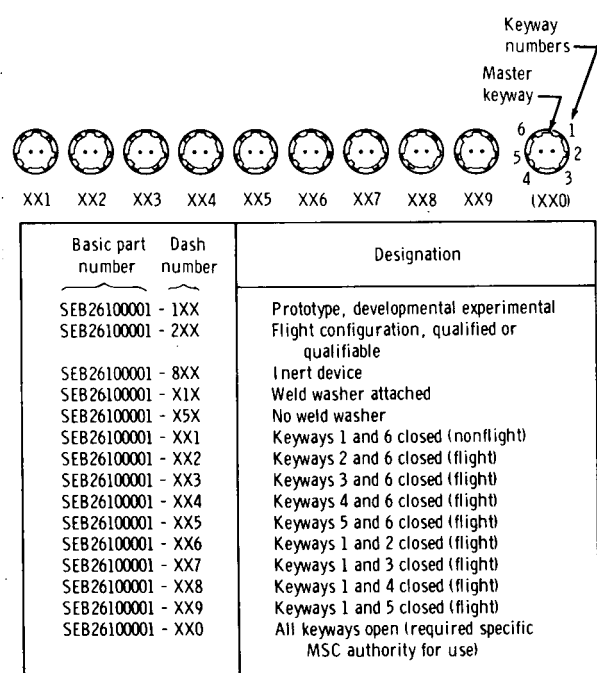 Keyway
numbers
Master
keyway
6 1
5 2
4 3
XX1 XX2 XX3 XX4 XX5 XX6 XX7 XX8 XX9 (XX0)
Basic part Dash Designation
number number
SEB26100001 - 1XX Prototype, developmental experimental
SEB26100001 - 2XX Flight configuration, qualified or
qualifiable
SEB26100001 - 8XX Inert device
SEB26100001 - X1X Weld washer attached
SEB26100001 - X5X No weld washer
SEB26100001 - XX1 Keyways 1 and 6 closed (nonflight)
SEB26100001 - XX2 Keyways 2 and 6 closed (flight)
SEB26100001 - XX3 Keyways 3 and 6 closed (flight)
SEB26100001 - XX4 Keyways 4 and 6 closed (flight)
SEB26100001 - XX5 Keyways 5 and 6 closed (flight)
SEB26100001 - XX6 Keyways 1 and 2 closed (flight)
SEB26100001 - XX7 Keyways 1 and 3 closed (flight)
SEB26100001 - XX8 Keyways 1 and 4 closed (flight)
SEB26100001 - XX9 Keyways 1 and 5 closed (flight)
SEB26100001 - XX0 All keyways open (required specific
MSC authority for use)